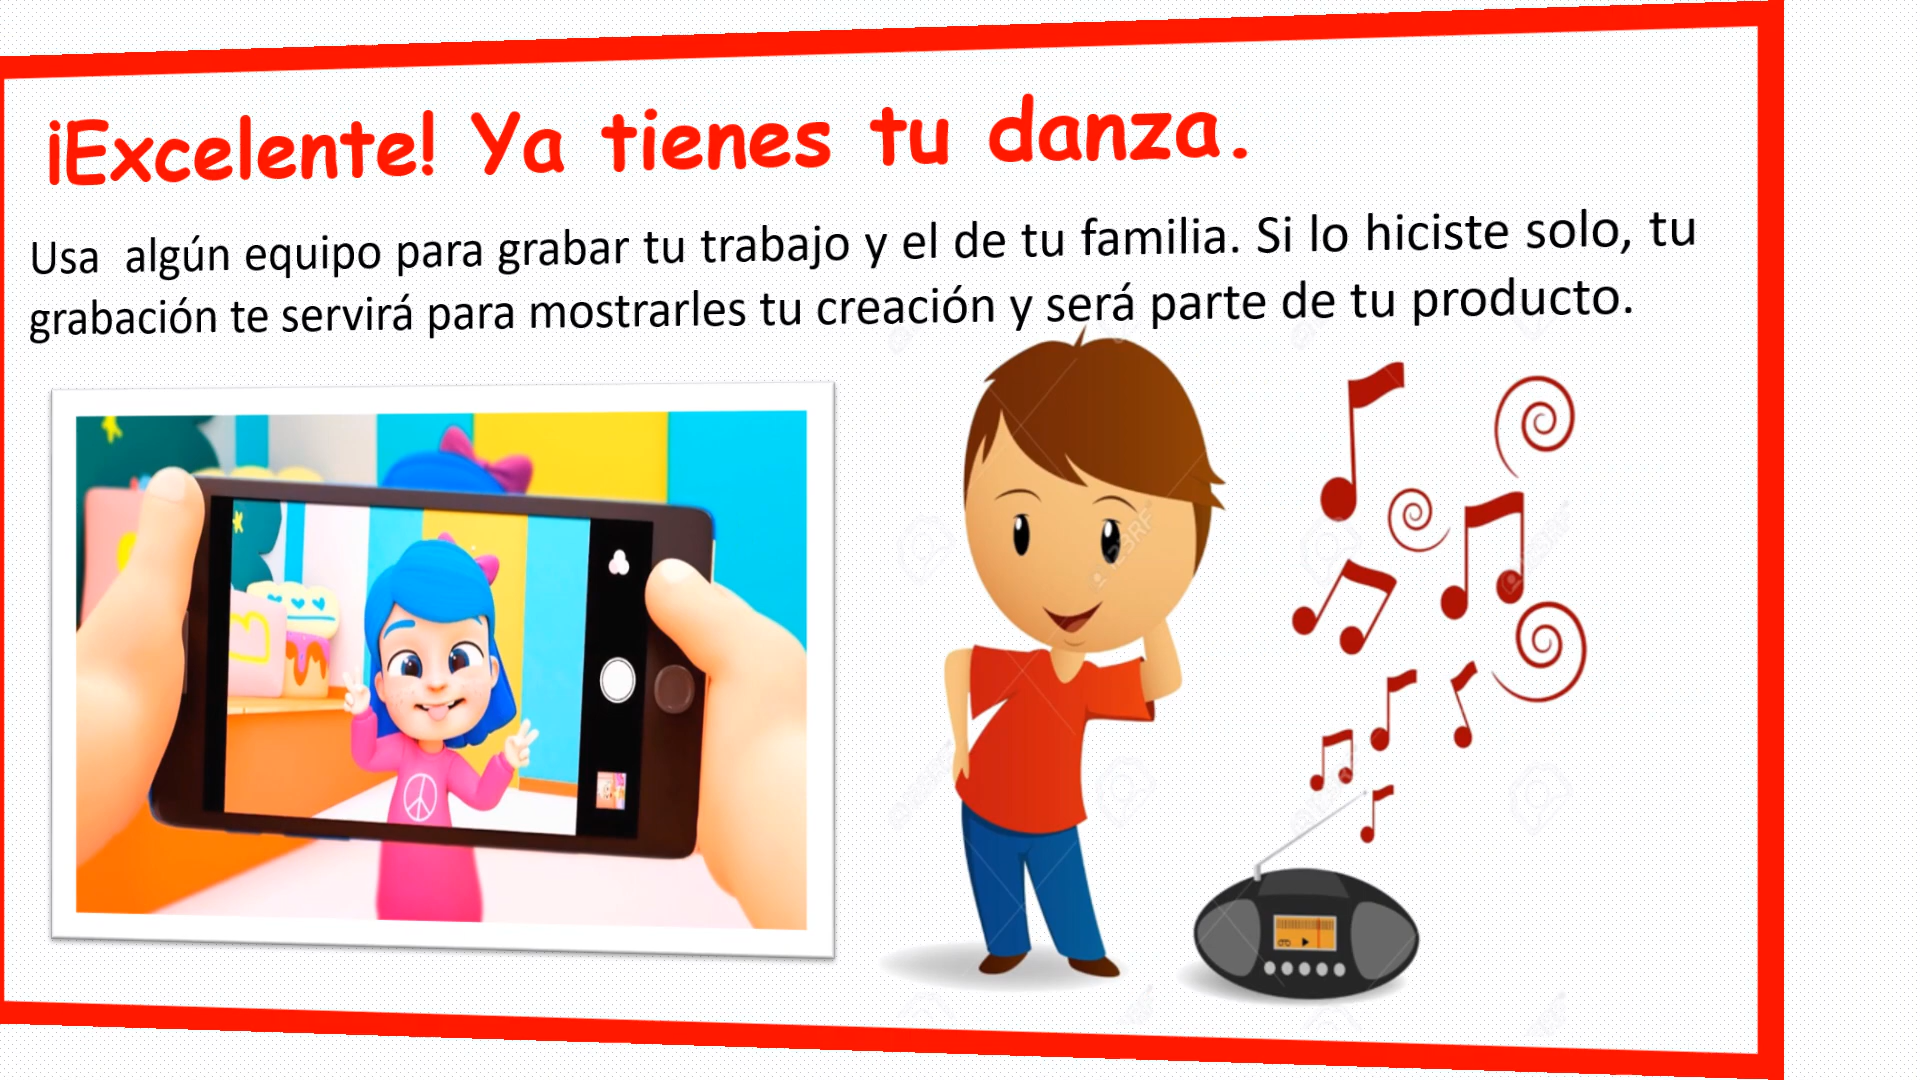 ¡Excelente! Ya tienes tu danza.
Usa algún equipo para grabar tu trabajo y el de tu familia. Si lo hiciste solo, tu
grabación te servirá para mostrarles tu creación y será parte de tu producto.
123RF